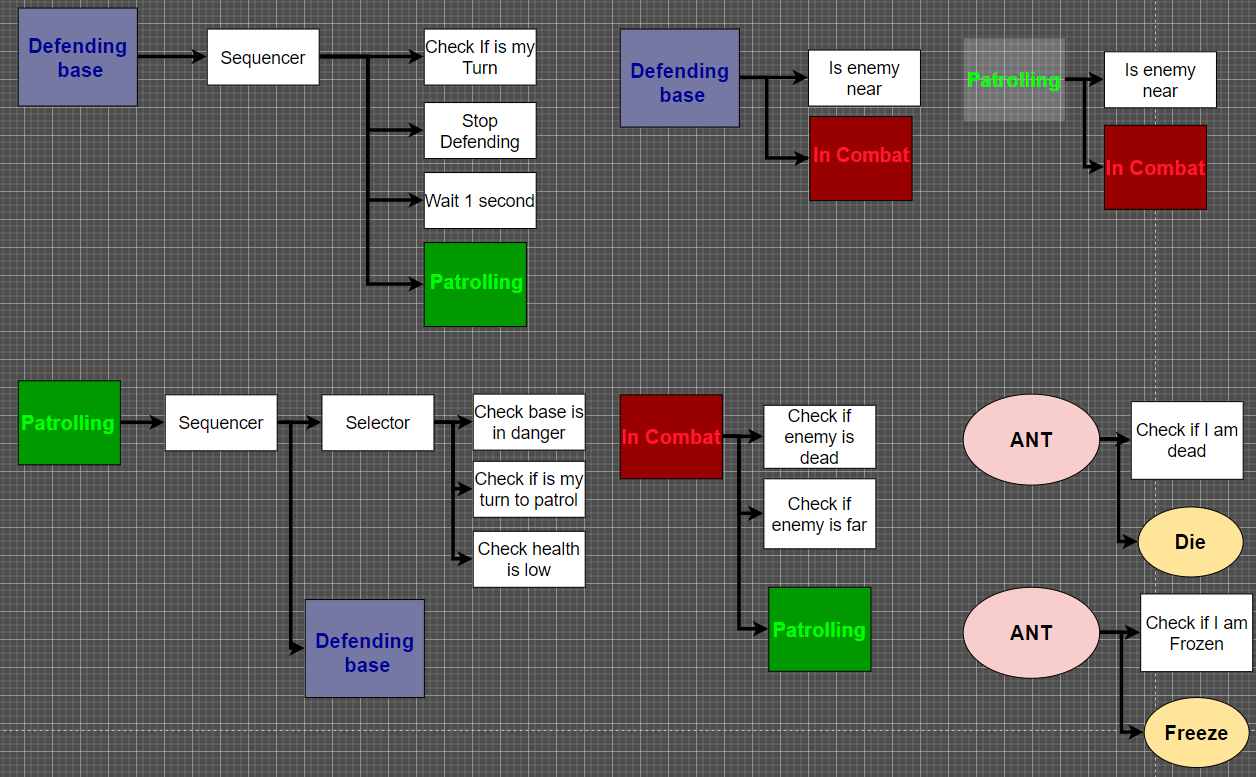 Defending
base
Sequencer
Check If is my
Turn
Stop
Defending
Wait 1 second
Patrolling
Defending
base
Is enemy
near
In Combat
Patrolling
Is enemy
near
In Combat
Patrolling
Sequencer
Selector
Check base is
in danger
Check if is my
turn to patrol
Check health
is low
Defending
base
In Combat
Check if
enemy is
dead
Check if
enemy is far
Patrolling
ANT
Check if I am
dead
Die
ANT
Check if I am
Frozen
Freeze